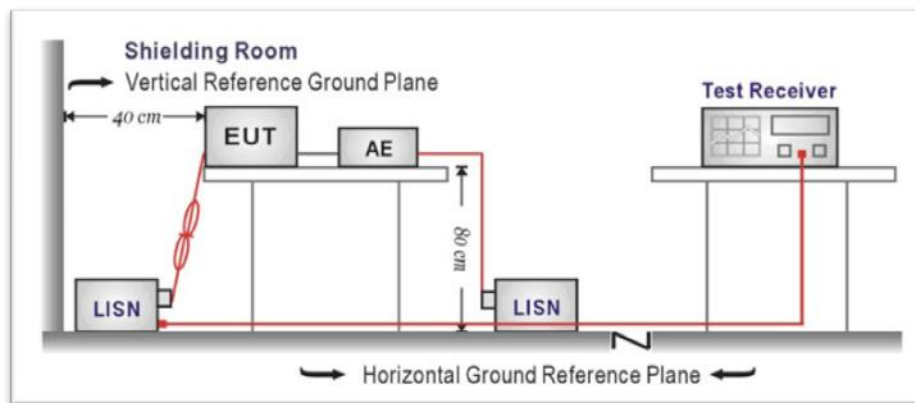 Shielding Room
Vertical Reference Ground Plane
Test Receiver
40 cm
EUT
AE
80 cm
LISN
LISN
Horizontal Ground Reference Plane